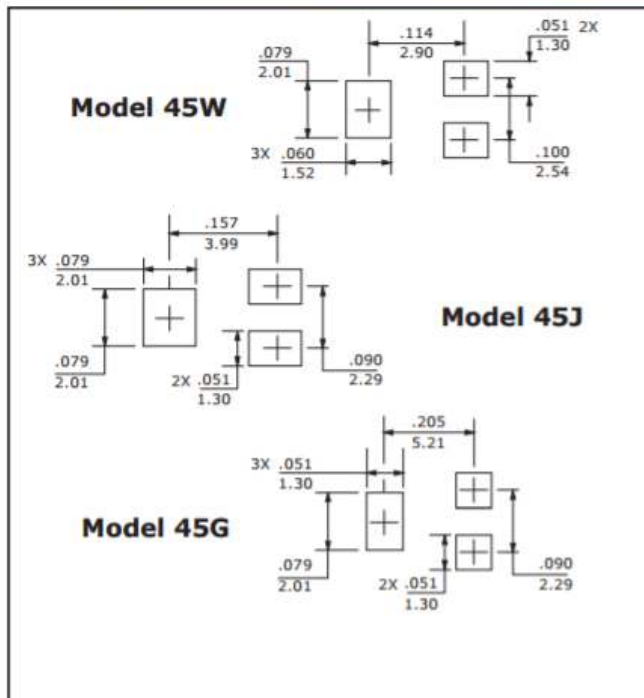 .114
2.90
.051 2X
1.30
.079
2.01
Model 45W
3X .060
1.52
.100
2.54
.157
3.99
3X .079
2.01
Model 45J
.079
2.01
2X .051
1.30
.090
2.29
.205
5.21
3X .051
1.30
Model 45G
.079
2.01
2X .051
1.30
.090
2.29